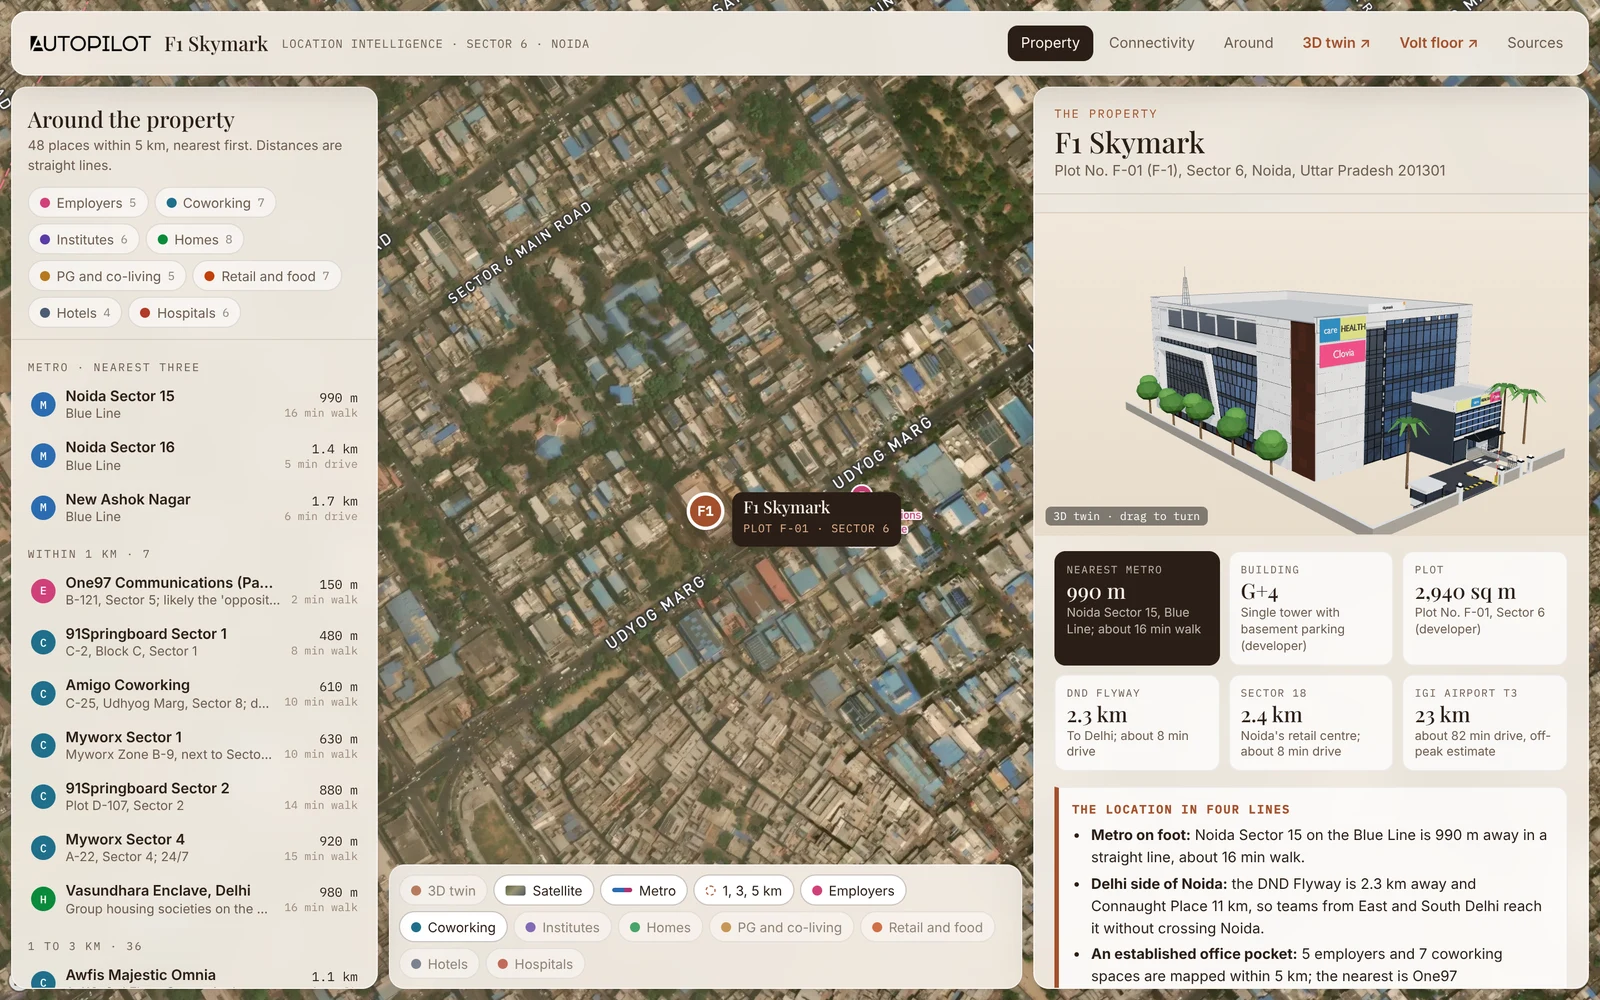 AUTOPILOT
F1 Skymark
LOCATION INTELLIGENCE · SECTOR 6 · NOIDA
Property
Connectivity
Around
3D twin ↗
Volt floor ↗
Sources
Around the property
48 places within 5 km, nearest first. Distances are
straight lines.
Employers 5
Coworking 7
Institutes 6
Homes 8
PG and co-living 5
Retail and food 7
Hotels 4
Hospitals 6
METRO · NEAREST THREE
M
Noida Sector 15
990 m
Blue Line
16 min walk
M
Noida Sector 16
1.4 km
Blue Line
5 min drive
M
New Ashok Nagar
1.7 km
Blue Line
6 min drive
WITHIN 1 KM · 7
E
One97 Communications (Pa...
150 m
B-121, Sector 5; likely the 'opposit...
2 min walk
C
91Springboard Sector 1
480 m
C-2, Block C, Sector 1
8 min walk
C
Amigo Coworking
610 m
C-25, Udhyog Marg, Sector 8; d...
10 min walk
C
Myworx Sector 1
630 m
Myworx Zone B-9, next to Secto...
10 min walk
C
91Springboard Sector 2
880 m
Plot D-107, Sector 2
14 min walk
C
Myworx Sector 4
920 m
A-22, Sector 4; 24/7
15 min walk
H
Vasundhara Enclave, Delhi
980 m
Group housing societies on the ...
16 min walk
1 TO 3 KM · 36
C
Awfis Majestic Omnia
1.1 km
SECTOR 6 MAIN ROAD
UDYOG MARG
F1
F1 Skymark
PLOT F-01 · SECTOR 6
UDYOG MARG
3D twin
Satellite
Metro
1, 3, 5 km
Employers
Coworking
Institutes
Homes
PG and co-living
Retail and food
Hotels
Hospitals
THE PROPERTY
F1 Skymark
Plot No. F-01 (F-1), Sector 6, Noida, Uttar Pradesh 201301
care HEALTH
Clovia
3D twin · drag to turn
NEAREST METRO
990 m
Noida Sector 15, Blue
Line; about 16 min walk
BUILDING
G+4
Single tower with
basement parking
(developer)
PLOT
2,940 sq m
Plot No. F-01, Sector 6
(developer)
DND FLYWAY
2.3 km
To Delhi; about 8 min
drive
SECTOR 18
2.4 km
Noida's retail centre;
about 8 min drive
IGI AIRPORT T3
23 km
about 82 min drive, off-
peak estimate
THE LOCATION IN FOUR LINES
• Metro on foot: Noida Sector 15 on the Blue Line is 990 m away in a
straight line, about 16 min walk.
• Delhi side of Noida: the DND Flyway is 2.3 km away and
Connaught Place 11 km, so teams from East and South Delhi reach
it without crossing Noida.
• An established office pocket: 5 employers and 7 coworking
spaces are mapped within 5 km; the nearest is One97